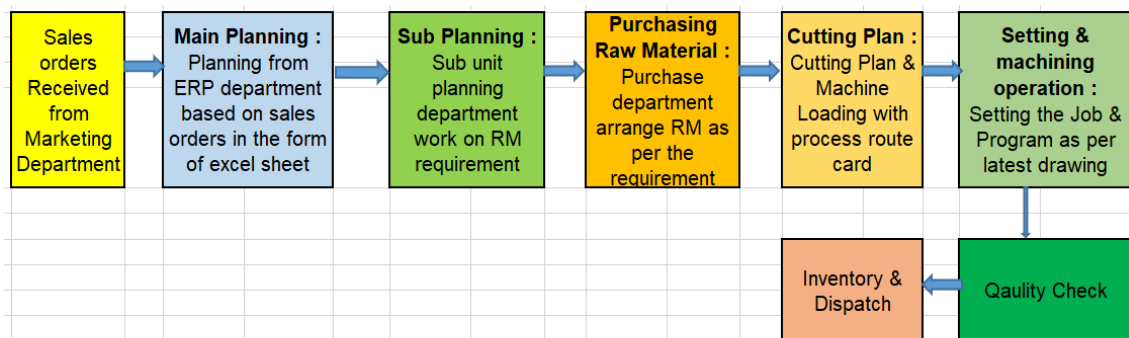 Sales
orders
Received
from
Marketing
Department
Main Planning :
Planning from
ERP department
based on sales
orders in the form
of excel sheet
Sub Planning :
Sub unit
planning
department
work on RM
requirement
Purchasing
Raw Material :
Purchase
department
arrange RM as
per the
requirement
Cutting Plan :
Cutting Plan &
Machine
Loading with
process route
card
Setting &
machining
operation :
Setting the Job &
Program as per
latest drawing
Inventory &
Dispatch
Qaulity Check